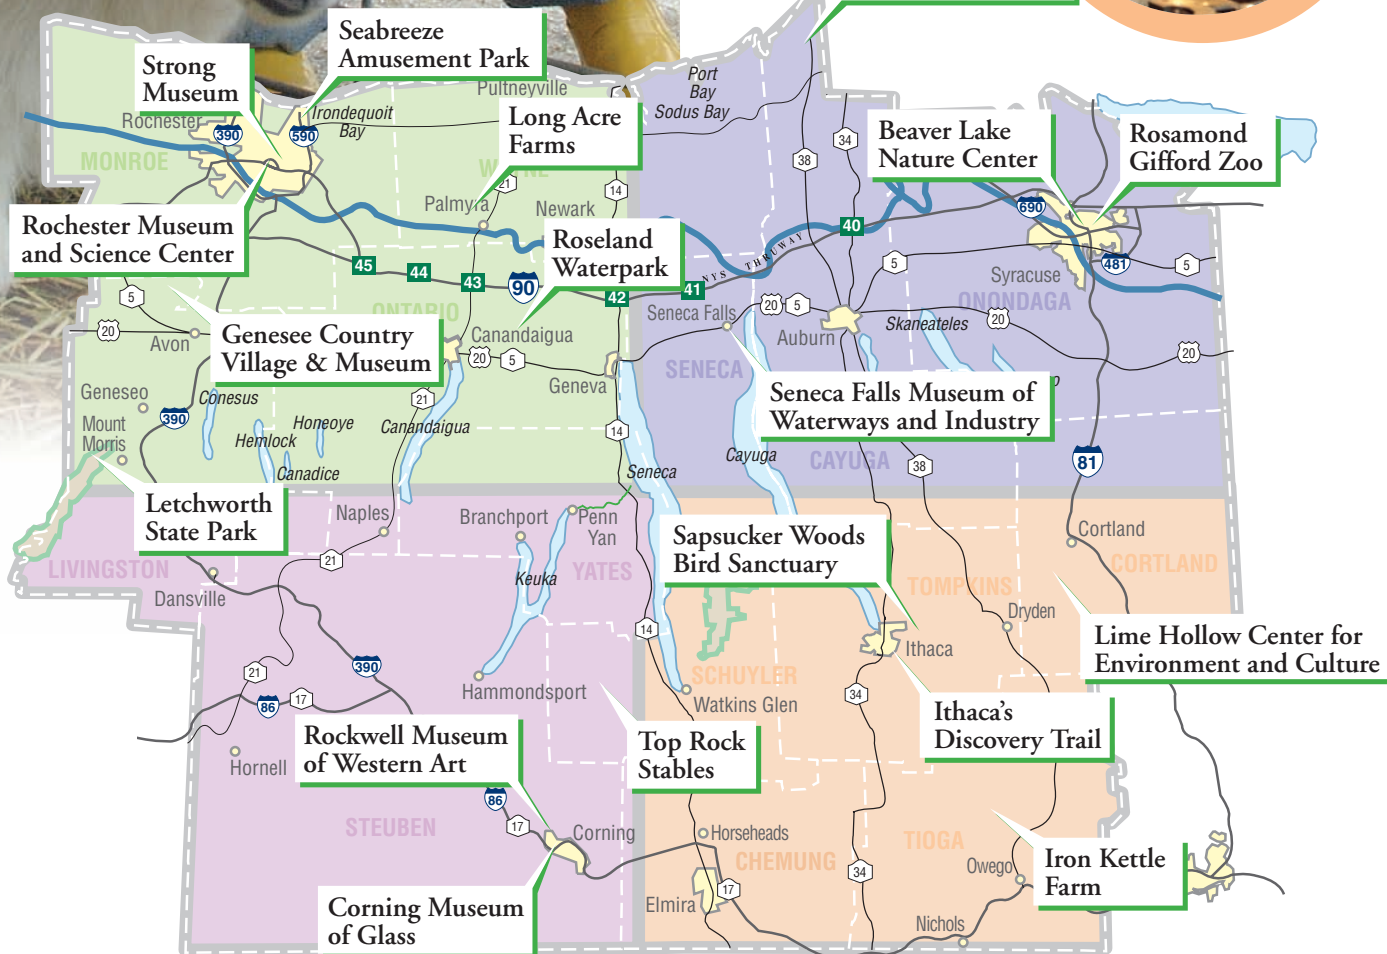 Seabreeze
Amusement Park
Strong
Museum
Port
Bay
Sodus Bay
Pultneyville
Irondequoit
Bay
Rochester
390
590
Long Acre
Farms
34
38
Beaver Lake
Nature Center
Rosamond
Gifford Zoo
MONROE
21
14
Palmyra
Newark
690
Rochester Museum
and Science Center
Roseland
Waterpark
40
NYS THRUWAY
5
481
5
Syracuse
45
44
43
90
42
41
5
ONTARIO
ONONDAGA
20
5
Seneca Falls
Skaneateles
20
20
Avon
Genesee Country
Village & Museum
Canandaigua
20
5
Auburn
20
Geneva
SENECA
Geneseo
Conesus
21
Seneca Falls Museum of
Waterways and Industry
390
Mount
Morris
Honeoye
Canandaigua
Hemlock
14
Canadice
Seneca
Cayuga
CAYUGA
38
81
Letchworth
State Park
Naples
Branchport
Penn
Yan
Sapsucker Woods
Bird Sanctuary
Cortland
21
LIVINGSTON
Keuka
YATES
TOMPKINS
CORTLAND
Dansville
Dryden
14
Ithaca
Lime Hollow Center for
Environment and Culture
21
390
SCHUYLER
Hammondsport
86
17
Watkins Glen
34
Ithaca's
Discovery Trail
Rockwell Museum
of Western Art
Top Rock
Stables
Hornell
86
17
STEUBEN
Corning
Horseheads
TIOGA
CHEMUNG
Iron Kettle
Farm
Owego
34
17
Elmira
Corning Museum
of Glass
Nichols